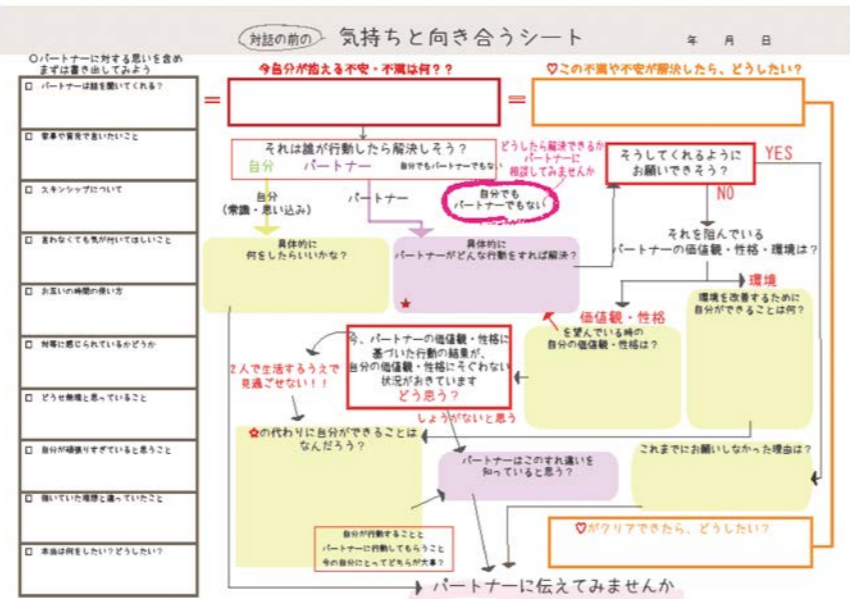 対話の前の 気持ちと向き合うシート
年 月 日
○パートナーに対する思いを含め
まずは書き出してみよう
□ パートナーは話を聞いてくれる?
□ 家事や育児で言いたいこと
□ スキンシップについて
□ 言わなくても気が付いてほしいこと
□ お互いの時間の使い方
□ 対等に感じられているかどうか
□ どうせ無理と思っていること
□ 自分が頑張りすぎていると思うこと
□ 描いていた理想と違っていたこと
□ 本当は何をしたい?どうしたい?
今自分が抱える不安・不満は何??
=
=
♡この不満や不安が解決したら、どうしたい?
それは誰が行動したら解決しそう?
自分 パートナー 自分でもパートナーでもない
どうしたら解決できるか
パートナーに
相談してみませんか
自分
(常識・思い込み)
パートナー
自分でも
パートナーでもない
そうしてくれるように
お願いできそう?
YES
NO
具体的に
何をしたらいいかな?
具体的に
パートナーがどんな行動をすれば解決?
★
それを阻んでいる
パートナーの価値観・性格・環境は?
環境
環境を改善するために
自分ができることは何?
価値観・性格
を望んでいる時の
自分の価値観・性格は?
今、パートナーの価値観・性格に
基づいた行動の結果が、
自分の価値観・性格にそぐわない
状況がおきています
どう思う?
2人で生活するうえで
見過ごせない!!
しょうがないと思う
✿の代わりに自分ができることは
なんだろう?
パートナーはこのすれ違いを
知っていると思う?
これまでにお願いしなかった理由は?
自分が行動することと
パートナーに行動してもらうこと
今の自分にとってどちらが大事?
♡がクリアできたら、どうしたい?
パートナーに伝えてみませんか